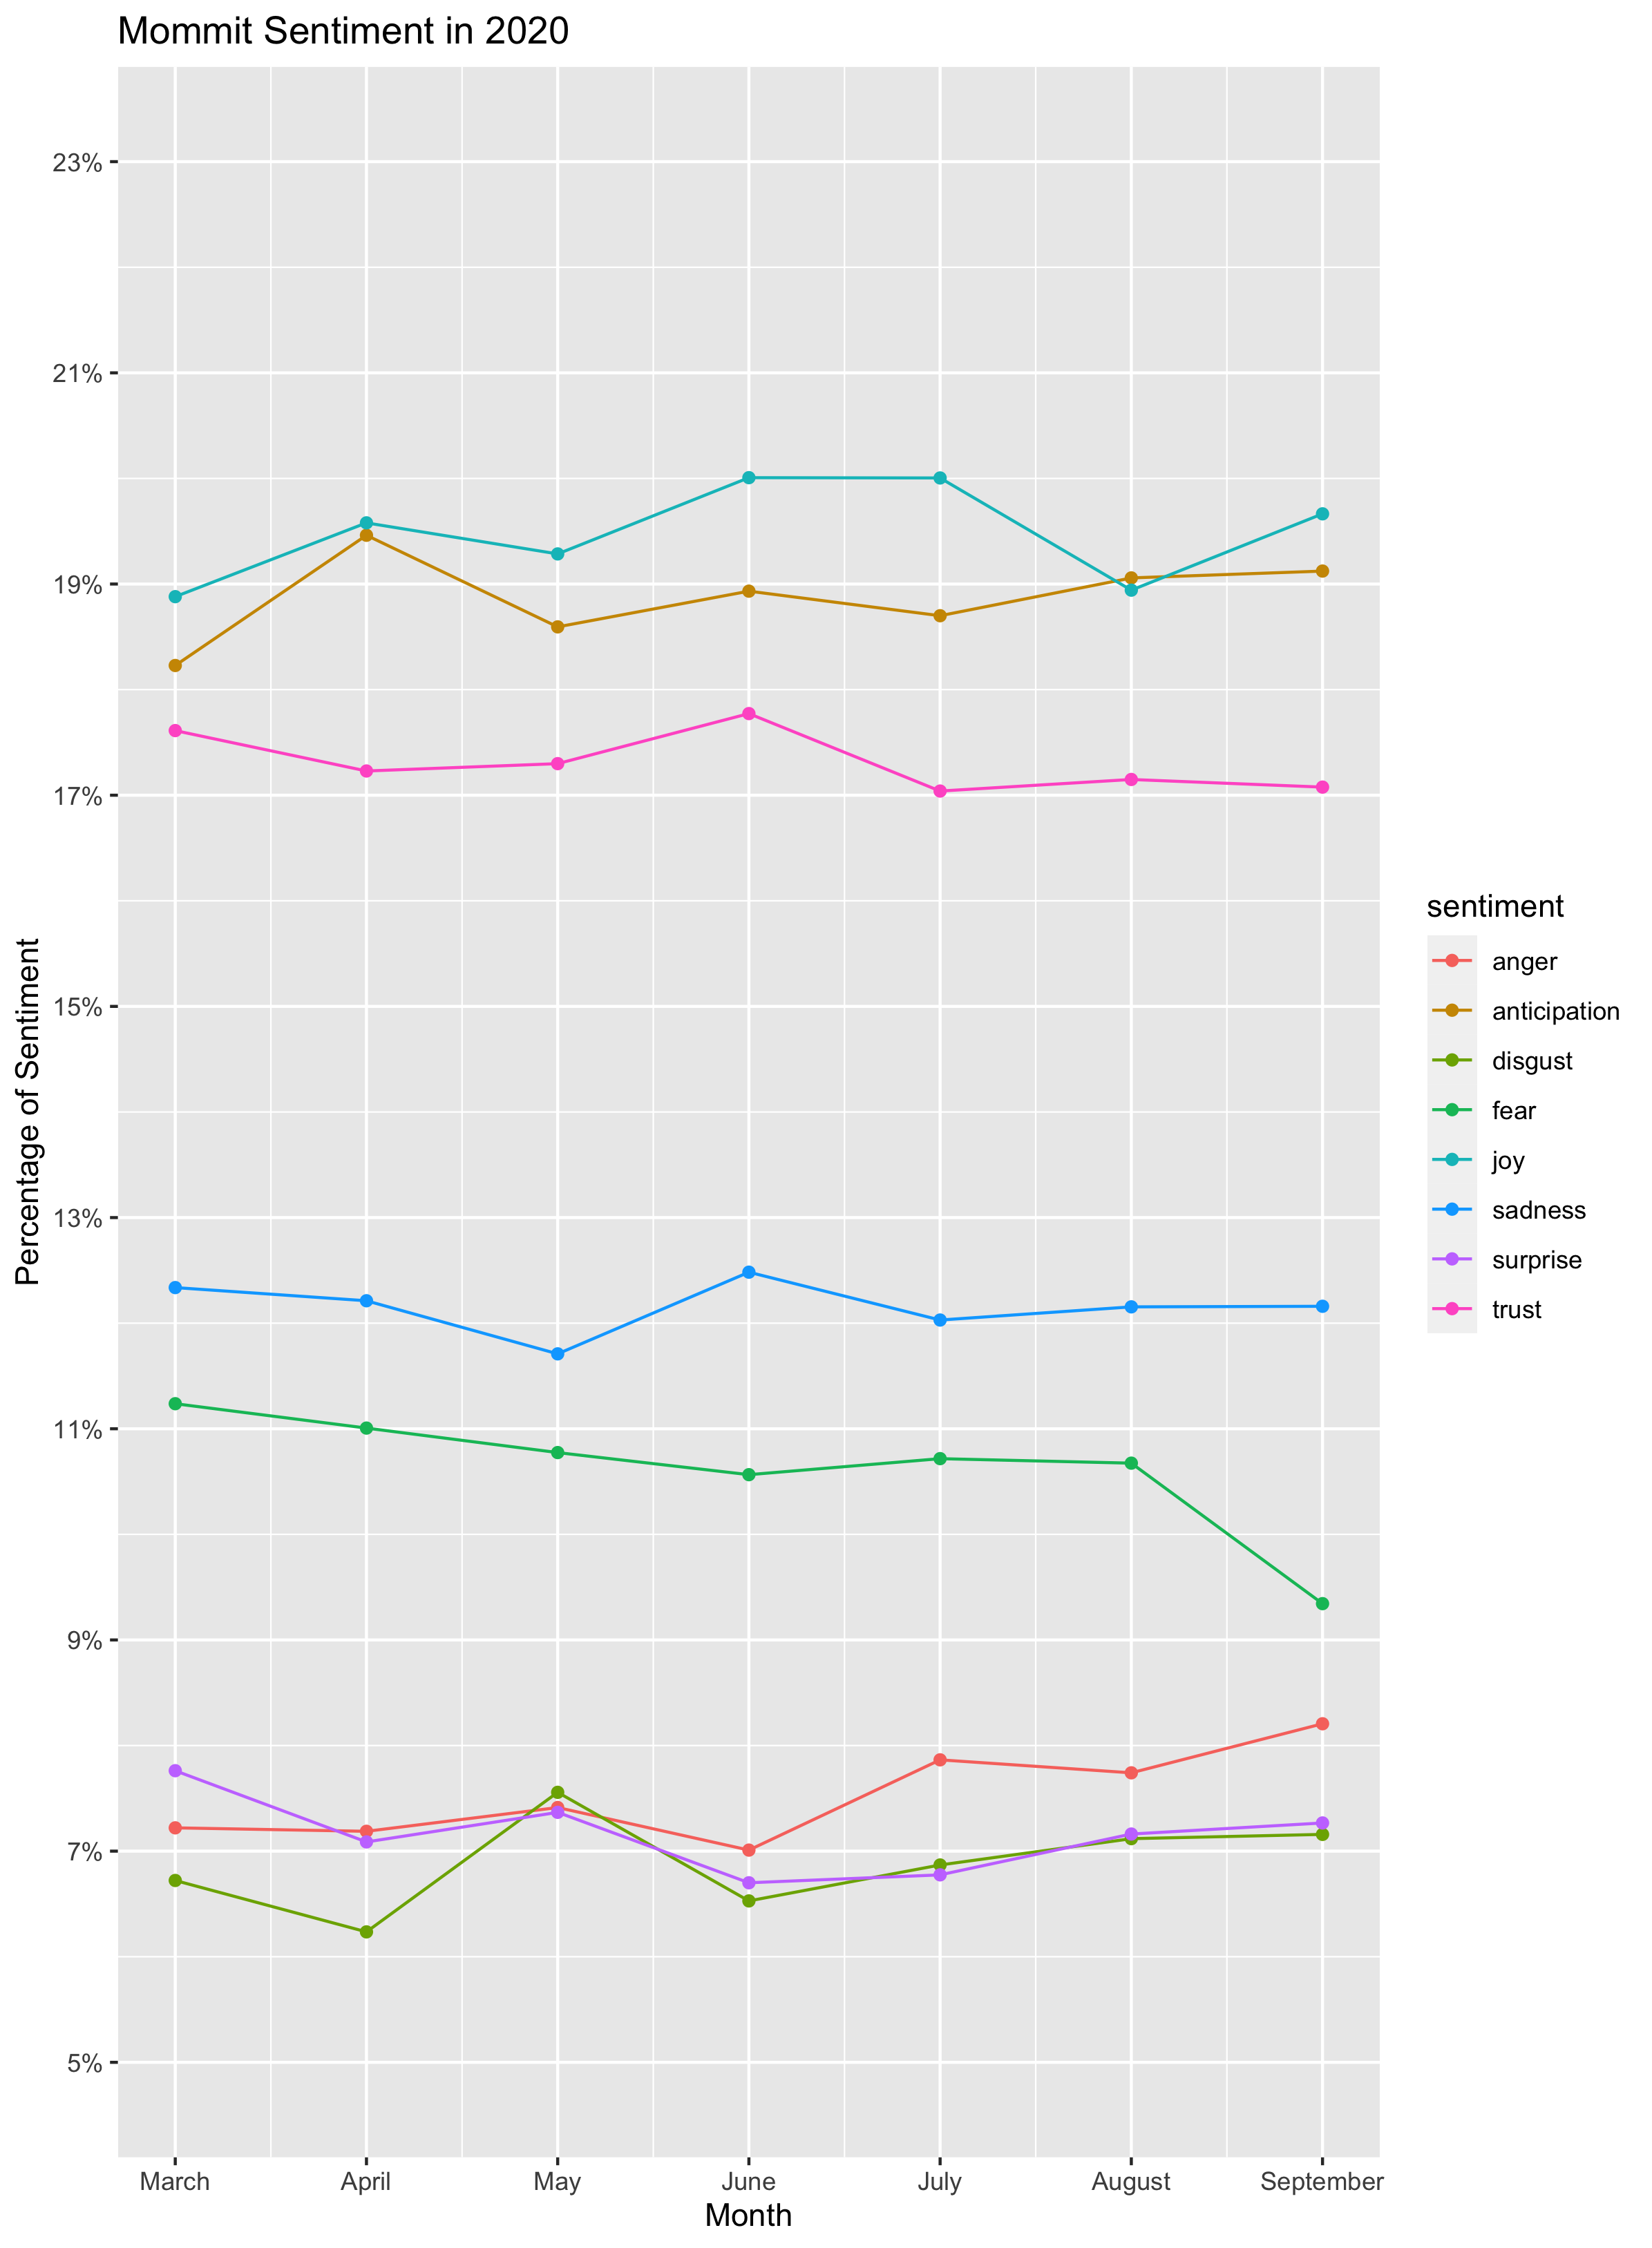 Mommit Sentiment in 2020
Percentage of Sentiment
23%
21%
19%
17%
15%
13%
11%
9%
7%
5%
March April May June July August September
Month
sentiment
anger
anticipation
disgust
fear
joy
sadness
surprise
trust